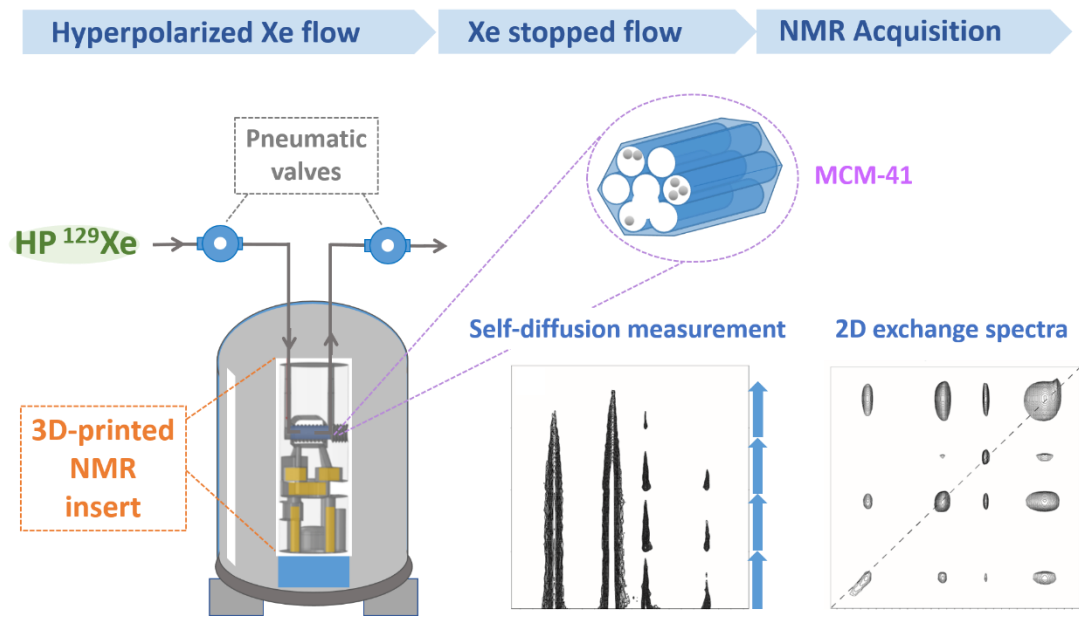 Hyperpolarized Xe flow
Xe stopped flow
NMR Acquisition
Pneumatic
valves
HP ¹²⁹Xe
MCM-41
3D-printed
NMR
insert
Self-diffusion measurement
2D exchange spectra